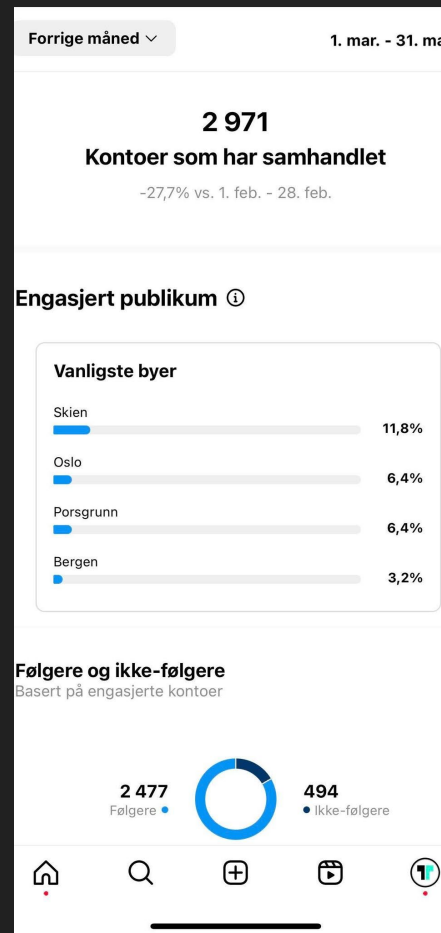 Forrige måned
1. mar. - 31. ma
2 971
Kontoer som har samhandlet
-27,7% vs. 1. feb. - 28. feb.
Engasjert publikum
Vanligste byer
Skien
11,8%
Oslo
6,4%
Porsgrunn
6,4%
Bergen
3,2%
Følgere og ikke-følgere
Basert på engasjerte kontoer
2 477
Følgere
494
Ikke-følgere